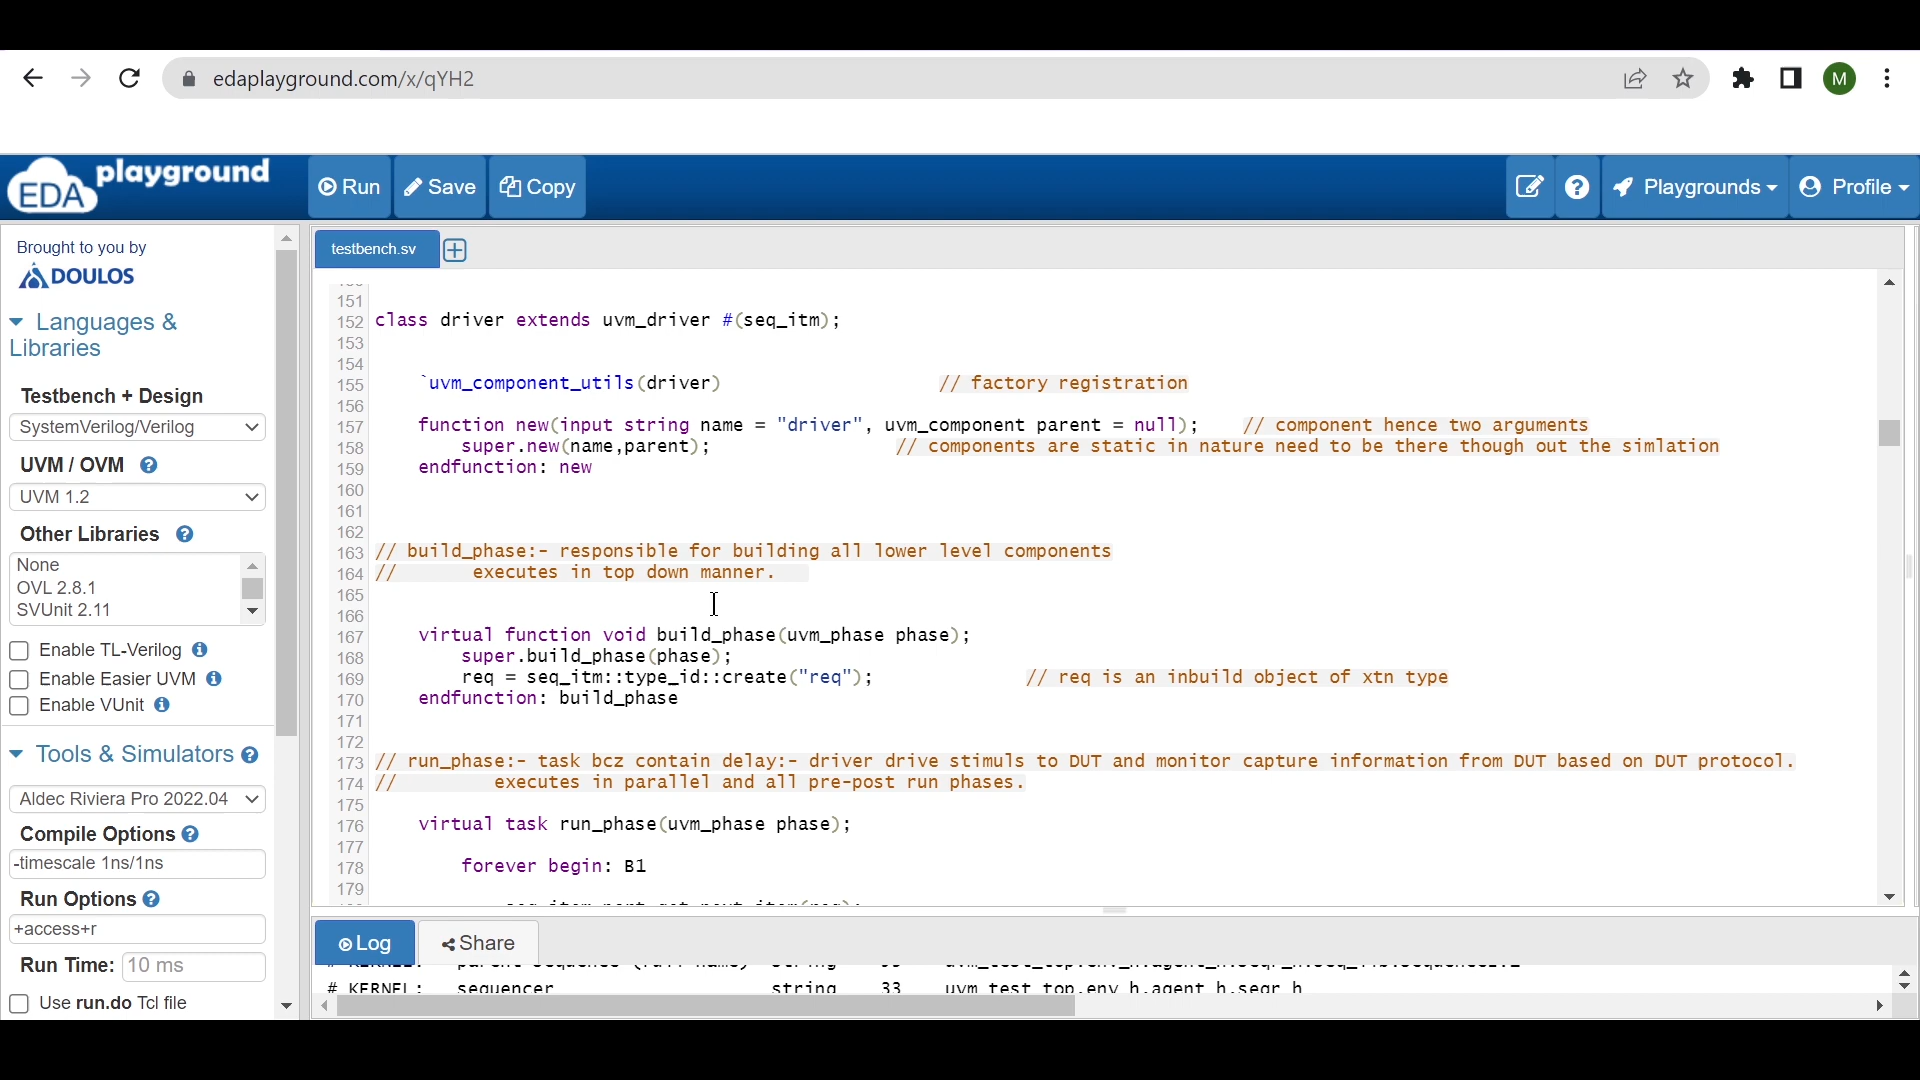 edaplayground.com/x/qYH2
M
EDA playground
Run
Save
Copy
Playgrounds
Profile
Brought to you by
DOULOS
Languages &
Libraries
Testbench + Design
SystemVerilog/Verilog
UVM / OVM ?
UVM 1.2
Other Libraries ?
None
OVL 2.8.1
SVUnit 2.11
Enable TL-Verilog i
Enable Easier UVM i
Enable VUnit i
Tools & Simulators ?
Aldec Riviera Pro 2022.04
Compile Options ?
-timescale 1ns/1ns
Run Options ?
+access+r
Run Time: 10 ms
Use run.do Tcl file
testbench.sv
151
152 class driver extends uvm_driver #(seq_itm);
153
154
155 `uvm_component_utils(driver) // factory registration
156
157 function new(input string name = "driver", uvm_component parent = null); // component hence two arguments
158 super.new(name,parent); // components are static in nature need to be there though out the simlation
159 endfunction: new
160
161
162
163 // build_phase:- responsible for building all lower level components
164 // executes in top down manner.
165
166
167 virtual function void build_phase(uvm_phase phase);
168 super.build_phase(phase);
169 req = seq_itm::type_id::create("req"); // req is an inbuild object of xtn type
170 endfunction: build_phase
171
172
173 // run_phase:- task bcz contain delay:- driver drive stimuls to DUT and monitor capture information from DUT based on DUT protocol.
174 // executes in parallel and all pre-post run phases.
175
176 virtual task run_phase(uvm_phase phase);
177
178 forever begin: B1
179
Log
Share
# KERNEL: sequencer string 33 uvm_test_top.env_h.agent_h.seqr_h